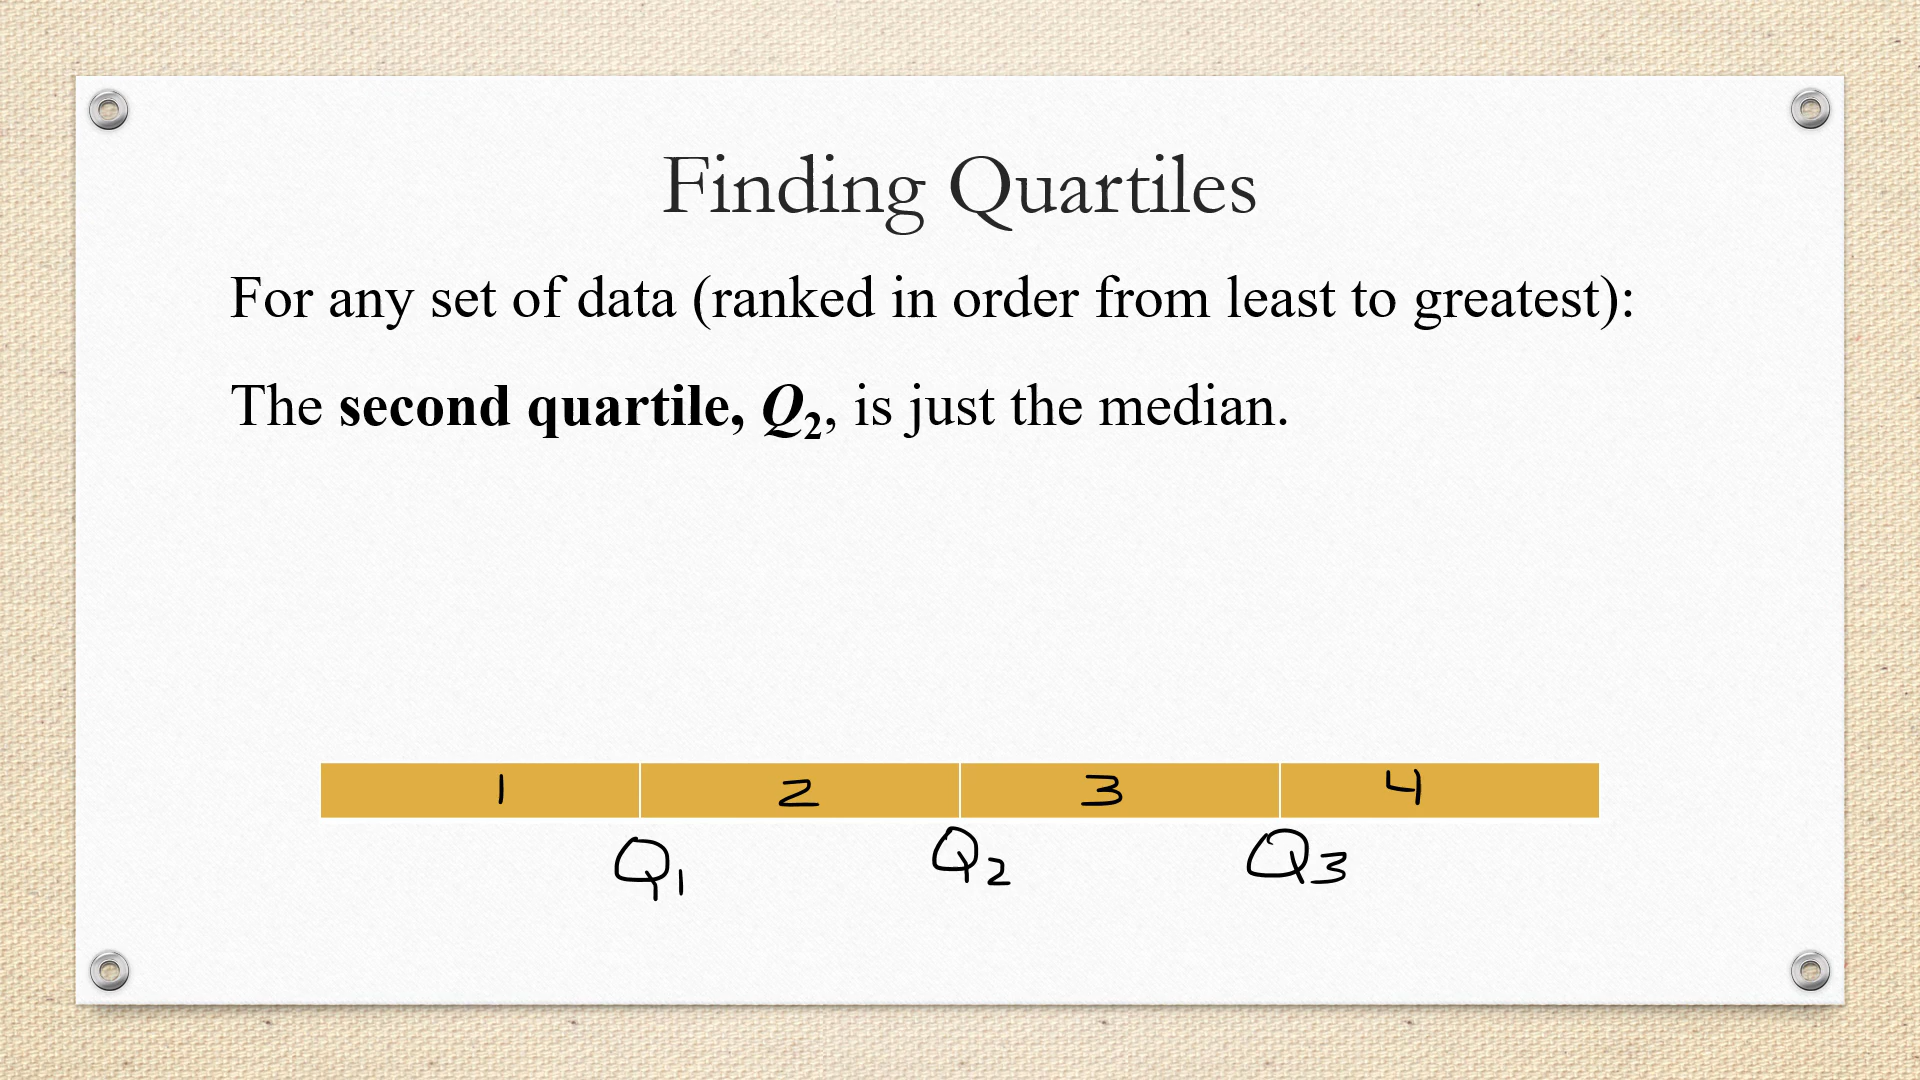 Finding Quartiles
For any set of data (ranked in order from least to greatest):
The second quartile, Q₂, is just the median.
1 2 3 4
Q₁ Q₂ Q₃